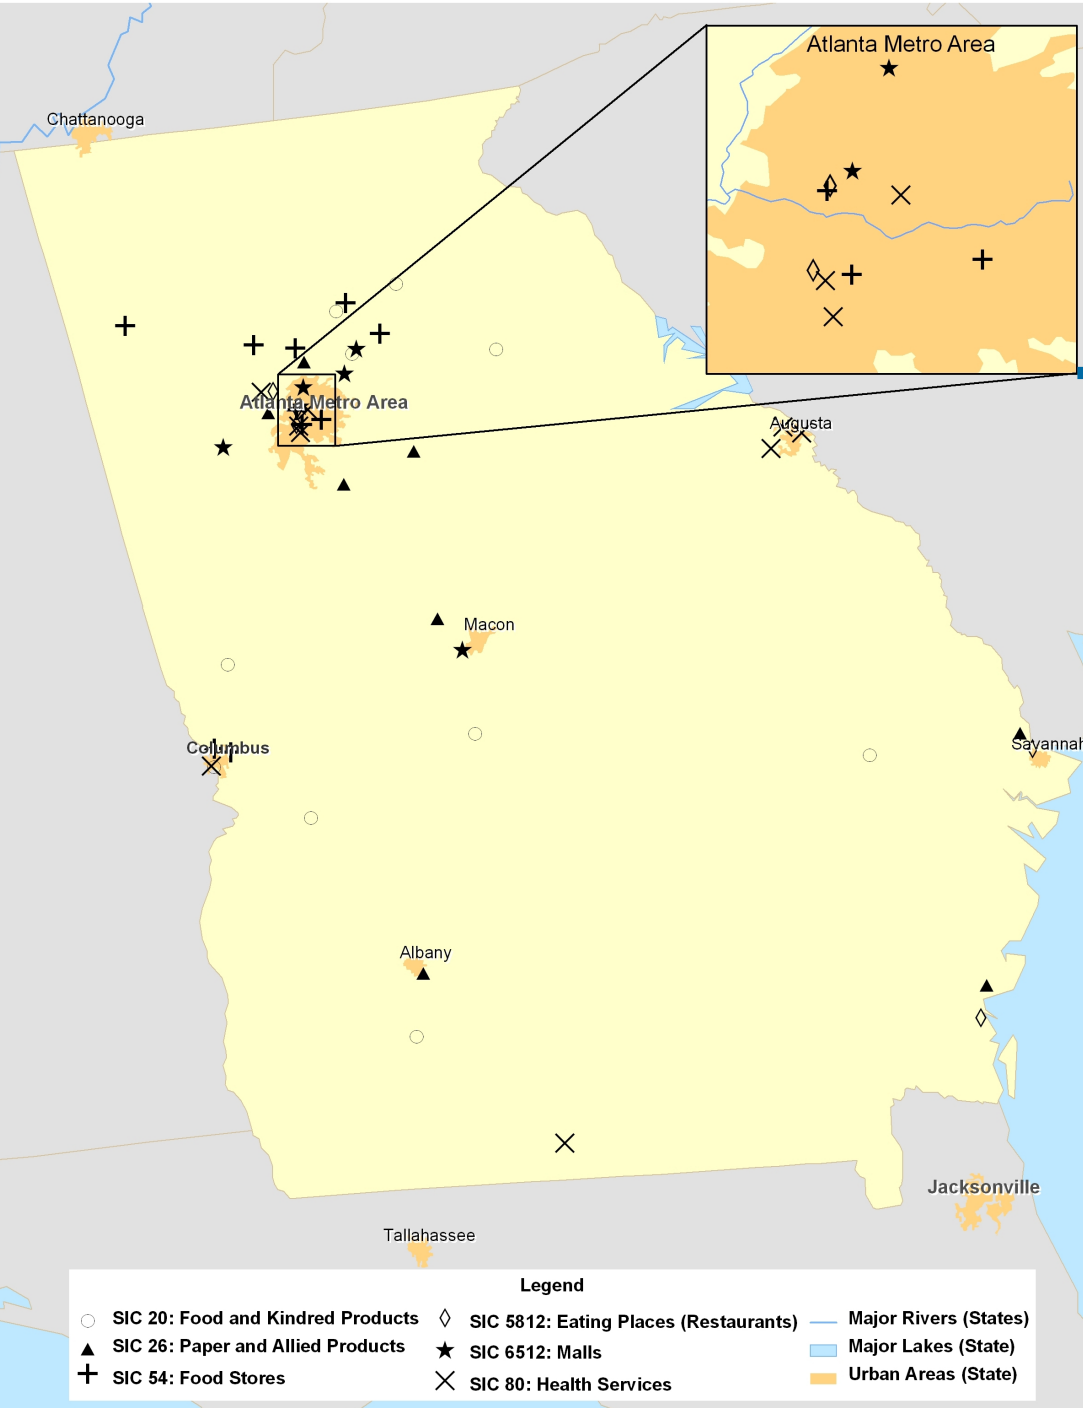 Atlanta Metro Area
Chattanooga
Atlanta Metro Area
Augusta
Macon
Columbus
Savannah
Albany
Jacksonville
Tallahassee
Legend
SIC 20: Food and Kindred Products
SIC 26: Paper and Allied Products
SIC 54: Food Stores
SIC 5812: Eating Places (Restaurants)
SIC 6512: Malls
SIC 80: Health Services
Major Rivers (States)
Major Lakes (State)
Urban Areas (State)